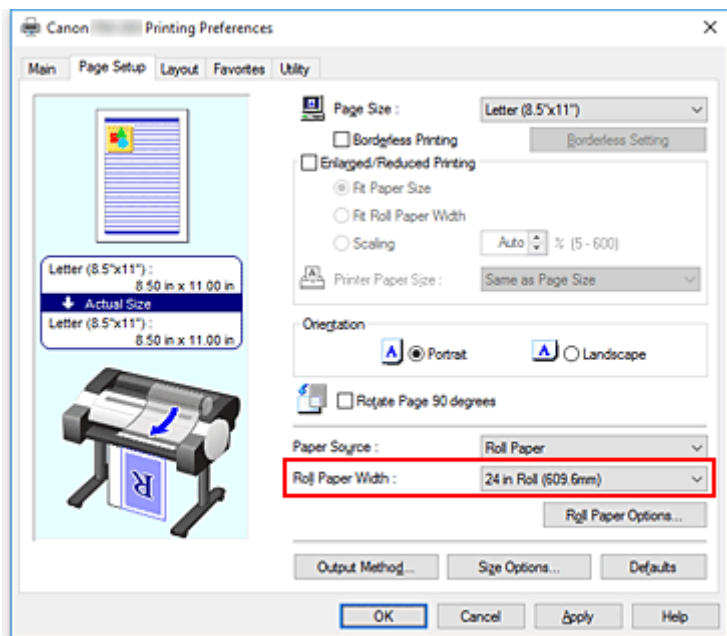 Canon Printing Preferences
Main Page Setup Layout Favorites Utility
Page Size : Letter (8.5"x11")
Borderless Printing Borderless Setting
Enlarged/Reduced Printing
Fit Paper Size
Fit Roll Paper Width
Scaling Auto % (5 - 600)
Printer Paper Size : Same as Page Size
Letter (8.5"x11") :
8.50 in x 11.00 in
Actual Size
Letter (8.5"x11") :
8.50 in x 11.00 in
Orientation
A Portrait A Landscape
Rotate Page 90 degrees
Paper Source : Roll Paper
Roll Paper Width : 24 in Roll (609.6mm)
Roll Paper Options...
R
Output Method... Size Options... Defaults
OK Cancel Apply Help